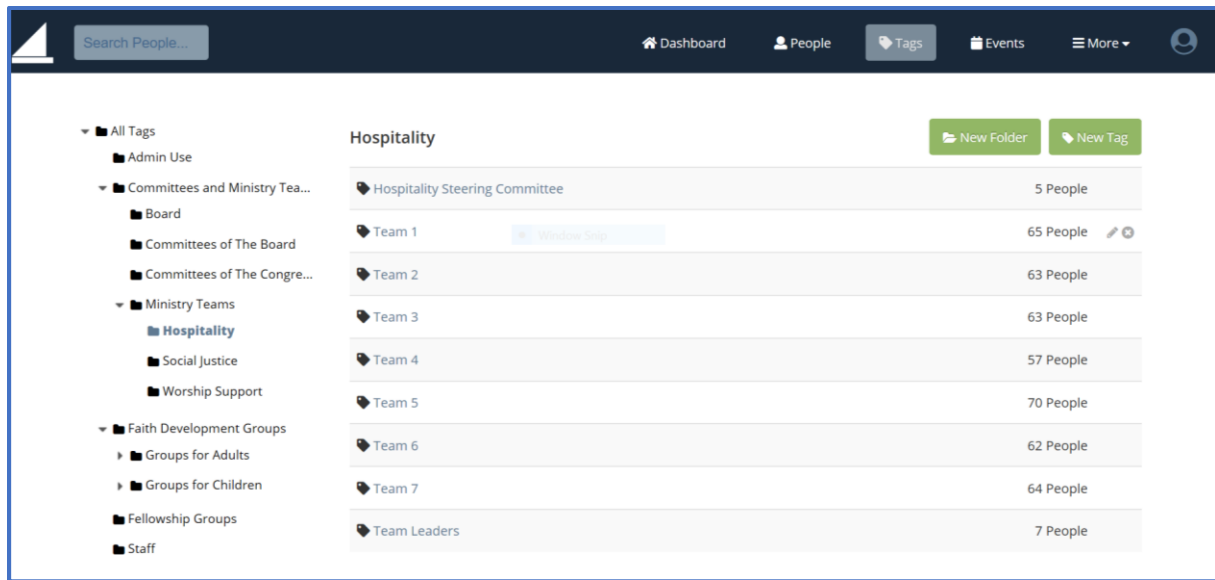 Search People...
Dashboard
People
Tags
Events
More
All Tags
Admin Use
Committees and Ministry Tea...
Board
Committees of The Board
Committees of The Congre...
Ministry Teams
Hospitality
Social Justice
Worship Support
Faith Development Groups
Groups for Adults
Groups for Children
Fellowship Groups
Staff
Hospitality
New Folder
New Tag
Hospitality Steering Committee 5 People
Team 1 Window Snip 65 People
Team 2 63 People
Team 3 63 People
Team 4 57 People
Team 5 70 People
Team 6 62 People
Team 7 64 People
Team Leaders 7 People